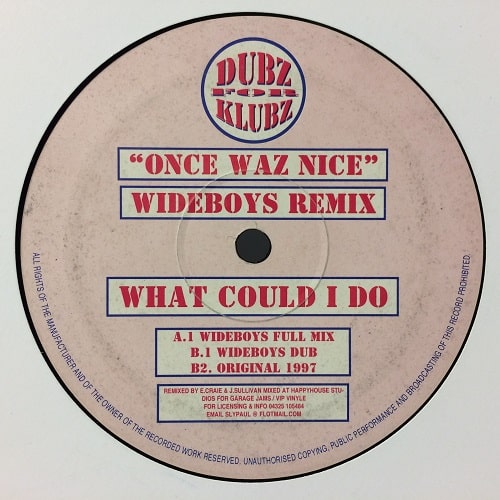 DUBZ
FOR
KLUBZ
"ONCE WAZ NICE"
WIDEBOYS REMIX
WHAT COULD I DO
A.1 WIDEBOYS FULL MIX
B.1 WIDEBOYS DUB
B2. ORIGINAL 1997
REMIXED BY E.CRAIE & J.SULLIVAN MIXED AT HAPPYHOUSE STU-
DIOS FOR GARAGE JAMS / VIP VINYLE
FOR LICENSING & INFO 04325 105464
EMAIL SLYPAUL @ FLOTMAIL.COM
ALL RIGHTS OF THE MANUFACTURER AND OF THE OWNER OF THE RECORDED WORK RESERVED. UNAUTHORISED COPYING, PUBLIC PERFORMANCE AND BROADCASTING OF THIS RECORD PROHIBITED.